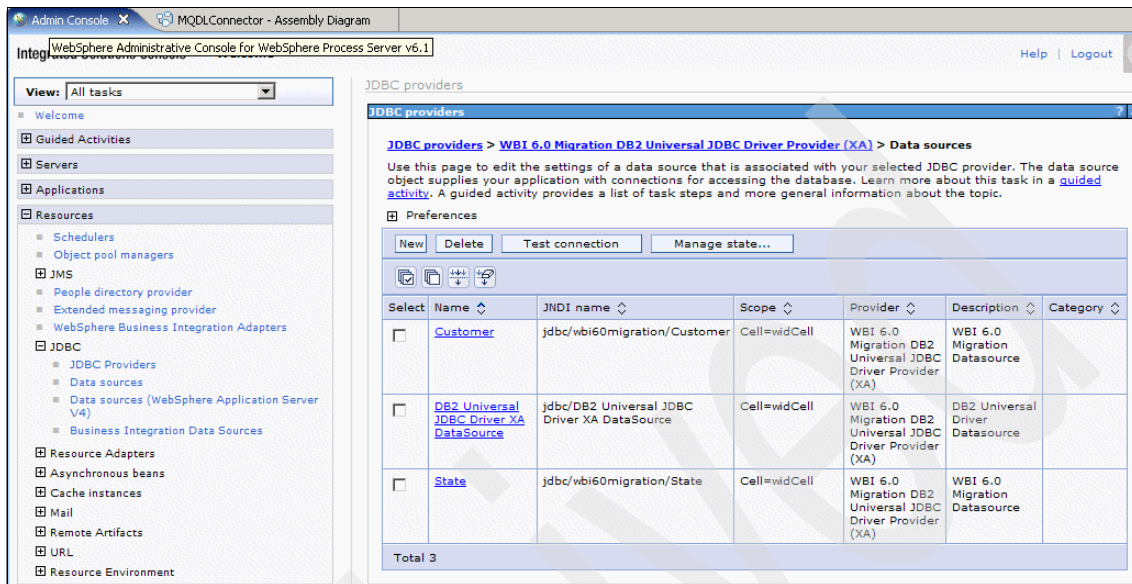 Admin Console
MQDLConnector - Assembly Diagram
WebSphere Administrative Console for WebSphere Process Server v6.1
Help | Logout
View: All tasks
Welcome
Guided Activities
Servers
Applications
Resources
Schedulers
Object pool managers
JMS
People directory provider
Extended messaging provider
WebSphere Business Integration Adapters
JDBC
JDBC Providers
Data sources
Data sources (WebSphere Application Server
V4)
Business Integration Data Sources
Resource Adapters
Asynchronous beans
Cache instances
Mail
Remote Artifacts
URL
Resource Environment
JDBC providers
JDBC providers ?
JDBC providers > WBI 6.0 Migration DB2 Universal JDBC Driver Provider (XA) > Data sources
Use this page to edit the settings of a data source that is associated with your selected JDBC provider. The data source
object supplies your application with connections for accessing the database. Learn more about this task in a guided
activity. A guided activity provides a list of task steps and more general information about the topic.
Preferences
New Delete Test connection Manage state...
Select Name JNDI name Scope Provider Description Category
Customer jdbc/wbi60migration/Customer Cell=widCell WBI 6.0 WBI 6.0
Migration DB2 Migration
Universal JDBC Datasource
Driver Provider
(XA)
DB2 Universal jdbc/DB2 Universal JDBC Cell=widCell WBI 6.0 DB2 Universal
JDBC Driver XA Driver XA DataSource Migration DB2 Driver
DataSource Universal JDBC Datasource
Driver Provider
(XA)
State jdbc/wbi60migration/State Cell=widCell WBI 6.0 WBI 6.0
Migration DB2 Migration
Universal JDBC Datasource
Driver Provider
(XA)
Total 3